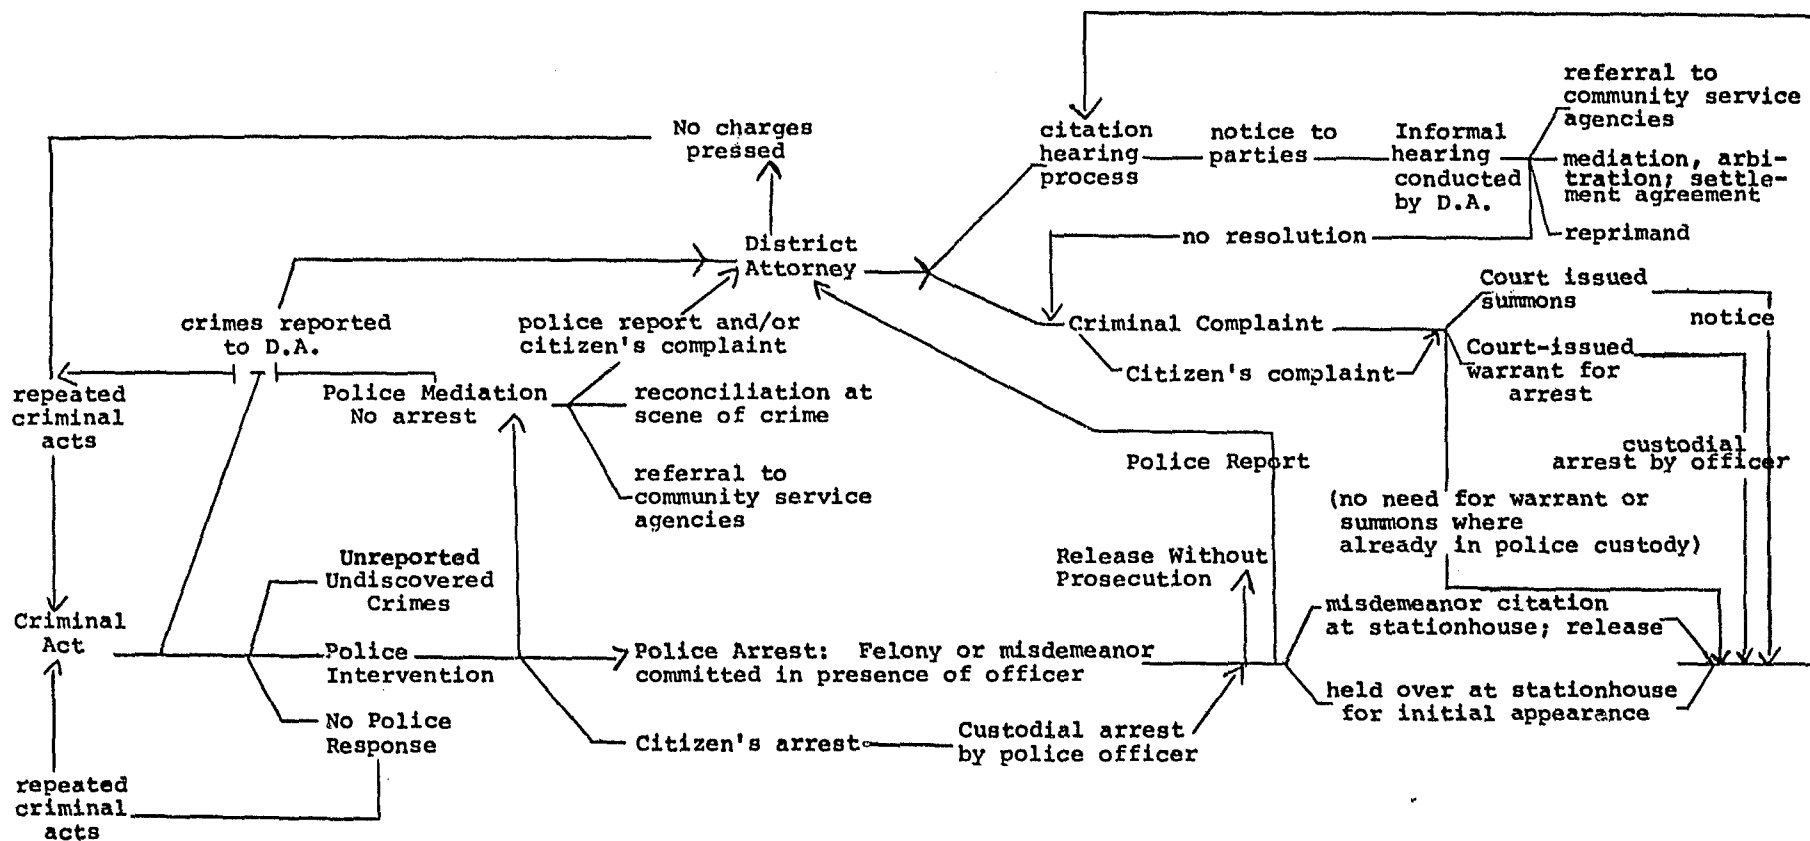 No charges
pressed
citation
hearing
process
notice to
parties
Informal
hearing
conducted
by D.A.
referral to
community service
agencies
mediation, arbi-
tration; settle-
ment agreement
reprimand
no resolution
District
Attorney
crimes reported
to D.A.
police report and/or
citizen's complaint
Criminal Complaint
Citizen's complaint
Court issued
summons
notice
Court-issued
warrant for
arrest
repeated
criminal
acts
Police Mediation
No arrest
reconciliation at
scene of crime
referral to
community service
agencies
Police Report
custodial
arrest by officer
(no need for warrant or
summons where
already in police custody)
Unreported
Undiscovered
Crimes
Release Without
Prosecution
Criminal
Act
Police
Intervention
Police Arrest: Felony or misdemeanor
committed in presence of officer
misdemeanor citation
at stationhouse; release
held over at stationhouse
for initial appearance
No Police
Response
Citizen's arrest
Custodial arrest
by police officer
repeated
criminal
acts